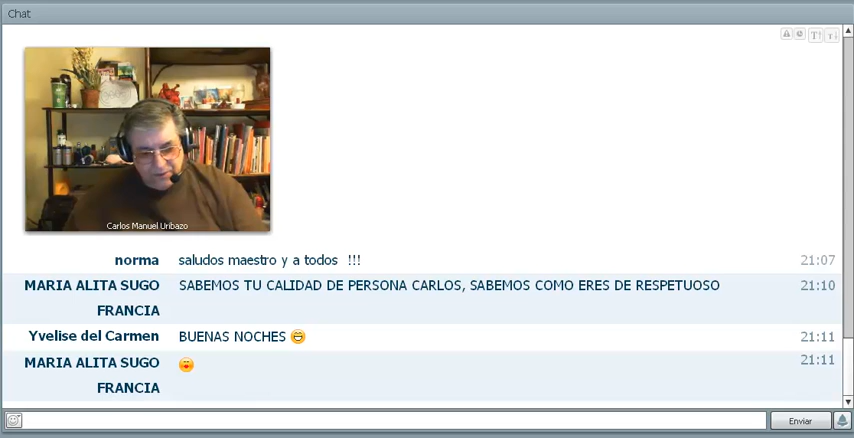 Chat
Carlos Manuel Uribazo
norma saludos maestro y a todos !!! 21:07
MARIA ALITA SUGO SABEMOS TU CALIDAD DE PERSONA CARLOS, SABEMOS COMO ERES DE RESPETUOSO 21:10
FRANCIA
Yvelise del Carmen BUENAS NOCHES 21:11
MARIA ALITA SUGO 21:11
FRANCIA
Enviar